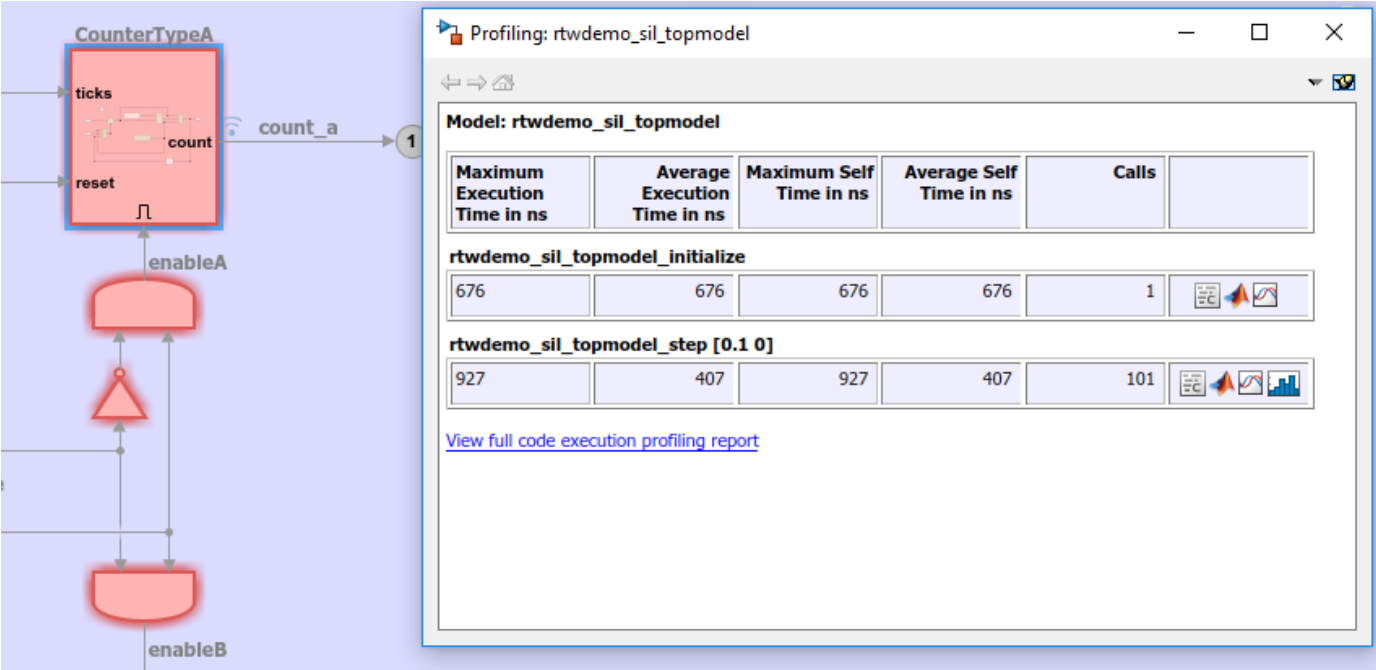 CounterTypeA
ticks
count
reset
count_a
1
enableA
enableB
Profiling: rtwdemo_sil_topmodel
Model: rtwdemo_sil_topmodel
Maximum Execution Time in ns
Average Execution Time in ns
Maximum Self Time in ns
Average Self Time in ns
Calls
rtwdemo_sil_topmodel_initialize
676 676 676 676 1
rtwdemo_sil_topmodel_step [0.1 0]
927 407 927 407 101
View full code execution profiling report